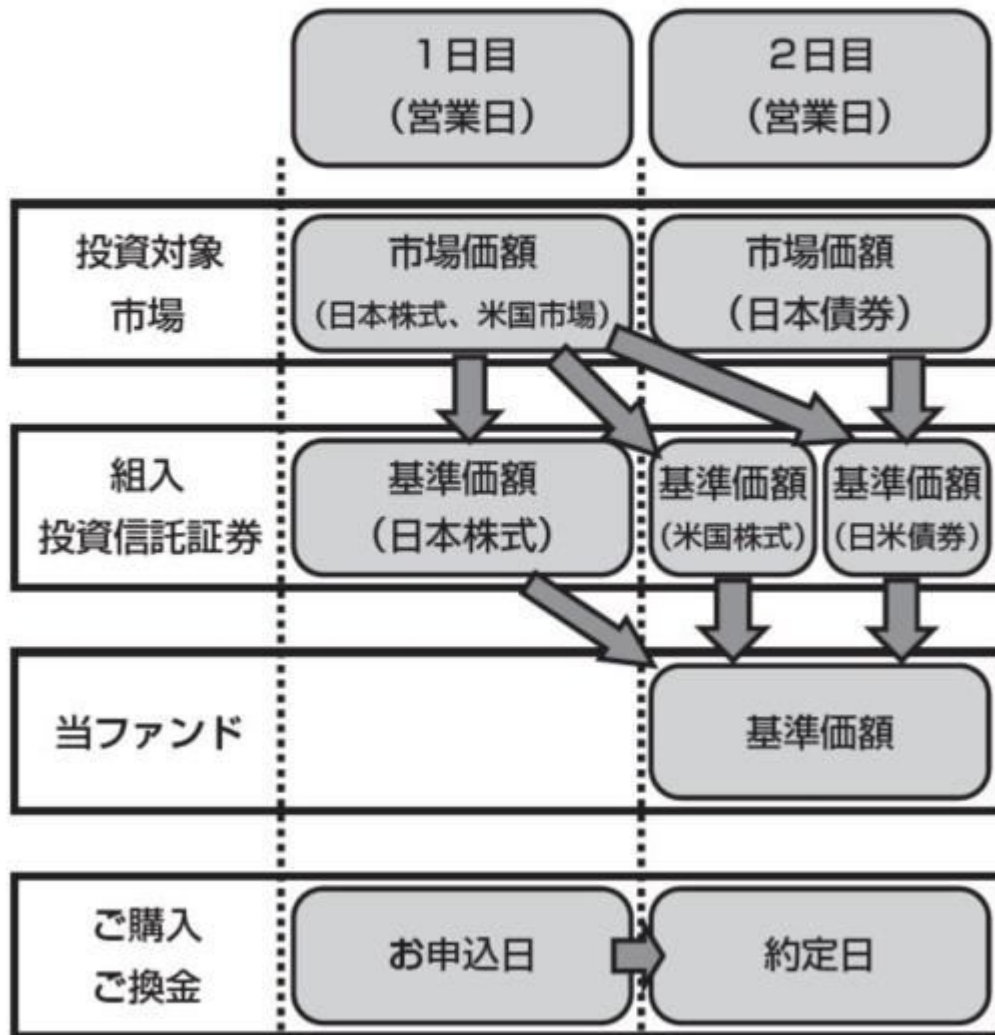 1日目
(営業日)
2日目
(営業日)
投資対象
市場
市場価額
(日本株式、米国市場)
市場価額
(日本債券)
組入
投資信託証券
基準価額
(日本株式)
基準価額
(米国株式)
基準価額
(日米債券)
当ファンド
基準価額
ご購入
ご換金
お申込日
約定日